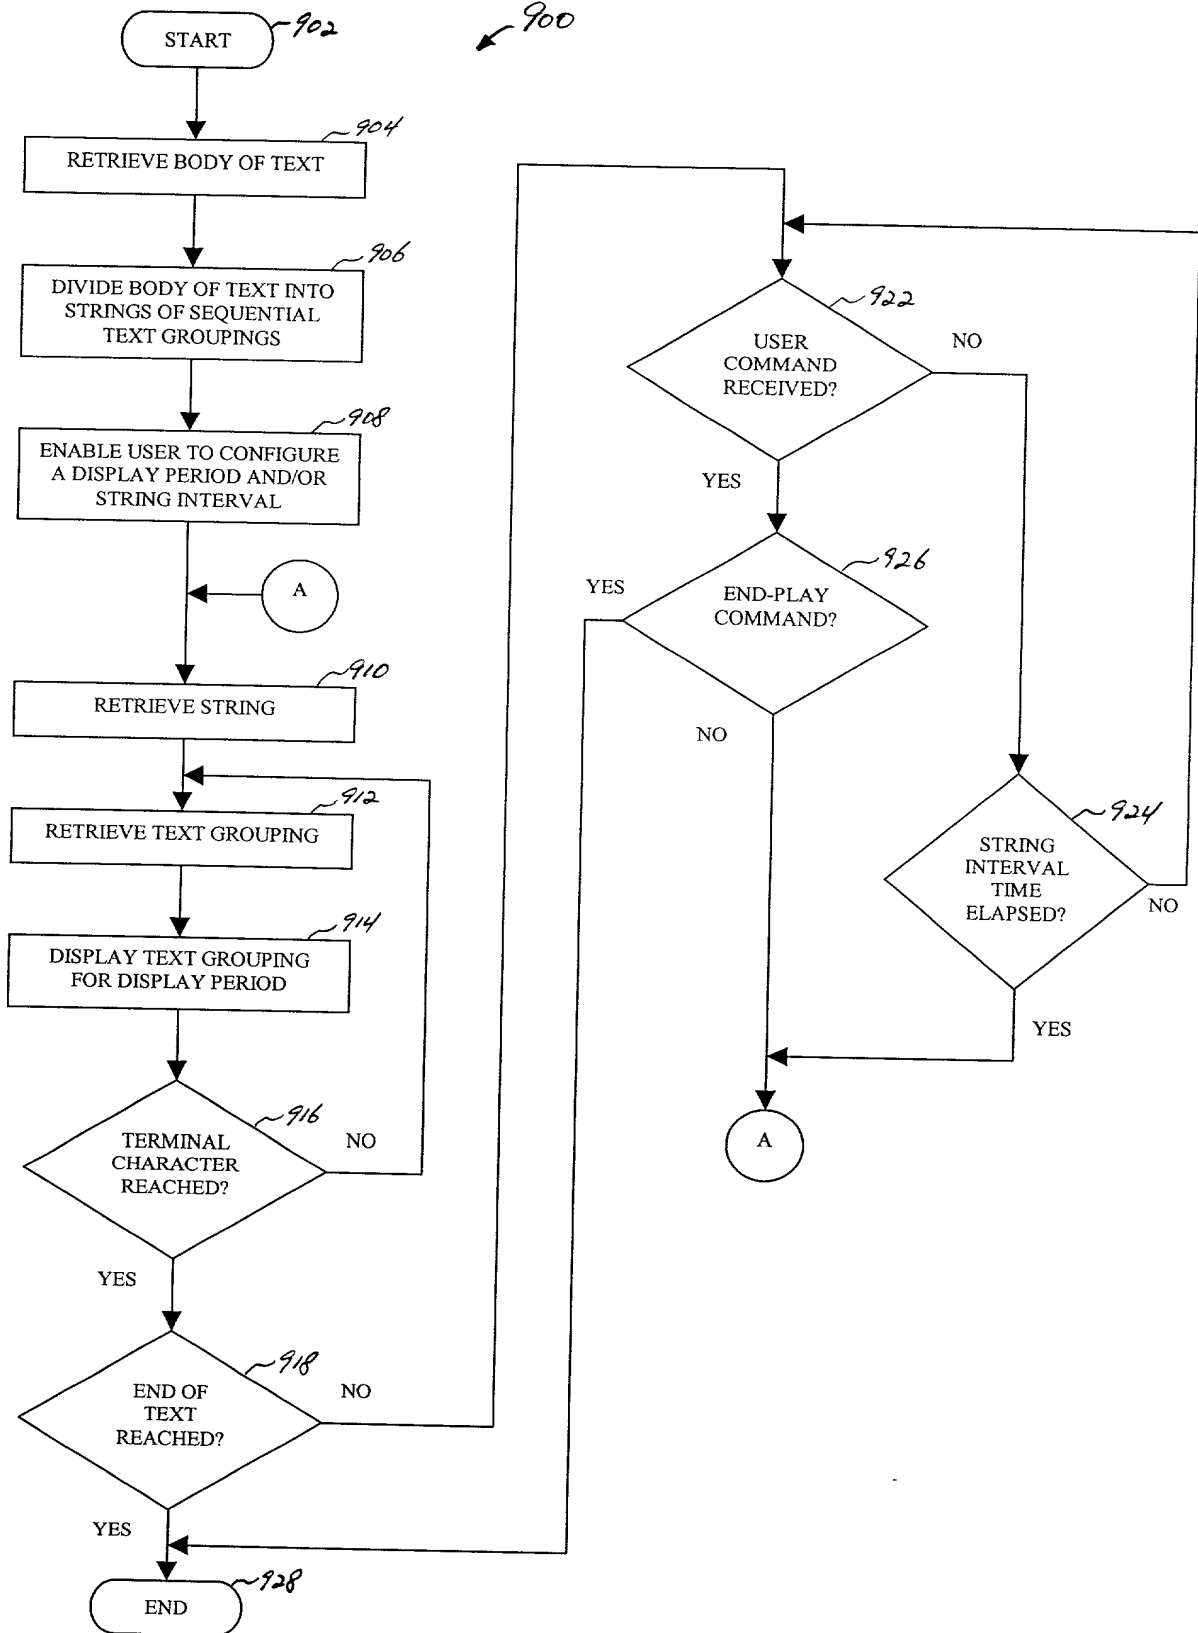 900
START
902
RETRIEVE BODY OF TEXT
904
DIVIDE BODY OF TEXT INTO
STRINGS OF SEQUENTIAL
TEXT GROUPINGS
906
ENABLE USER TO CONFIGURE
A DISPLAY PERIOD AND/OR
STRING INTERVAL
908
A
RETRIEVE STRING
910
RETRIEVE TEXT GROUPING
912
DISPLAY TEXT GROUPING
FOR DISPLAY PERIOD
914
TERMINAL
CHARACTER
REACHED?
916
NO
YES
END OF
TEXT
REACHED?
918
NO
YES
END
928
USER
COMMAND
RECEIVED?
922
NO
YES
END-PLAY
COMMAND?
926
YES
NO
STRING
INTERVAL
TIME
ELAPSED?
924
NO
YES
A